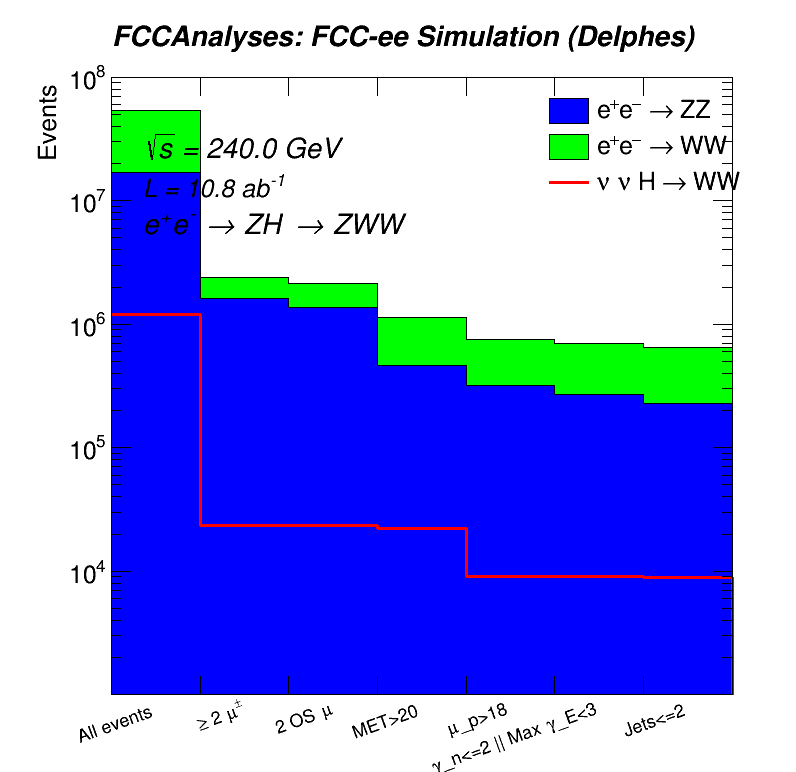 FCCAnalyses: FCC-ee Simulation (Delphes)
Events
10⁸
10⁷
10⁶
10⁵
10⁴
e⁺e⁻ → ZZ
e⁺e⁻ → WW
ν ν H → WW
√s = 240.0 GeV
L = 10.8 ab⁻¹
e⁺e⁻ → ZH → ZWW
All events
≥ 2 μ±
2 OS μ
MET>20
μ_p>18
γ_n<=2 || Max γ_E<3
Jets<=2